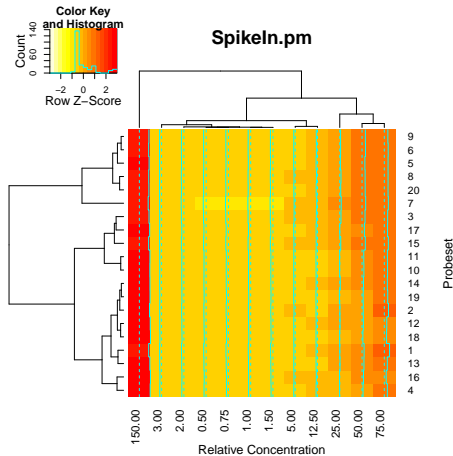 Color Key
and Histogram
SpikeIn.pm
Count
0 60 140
−2 0 2
Row Z−Score
9
6
5
8
20
7
3
17
15
11
10
14
19
2
12
18
1
13
16
4
Probeset
150.00 3.00 2.00 0.50 0.75 1.00 1.50 5.00 12.50 25.00 50.00 75.00
Relative Concentration